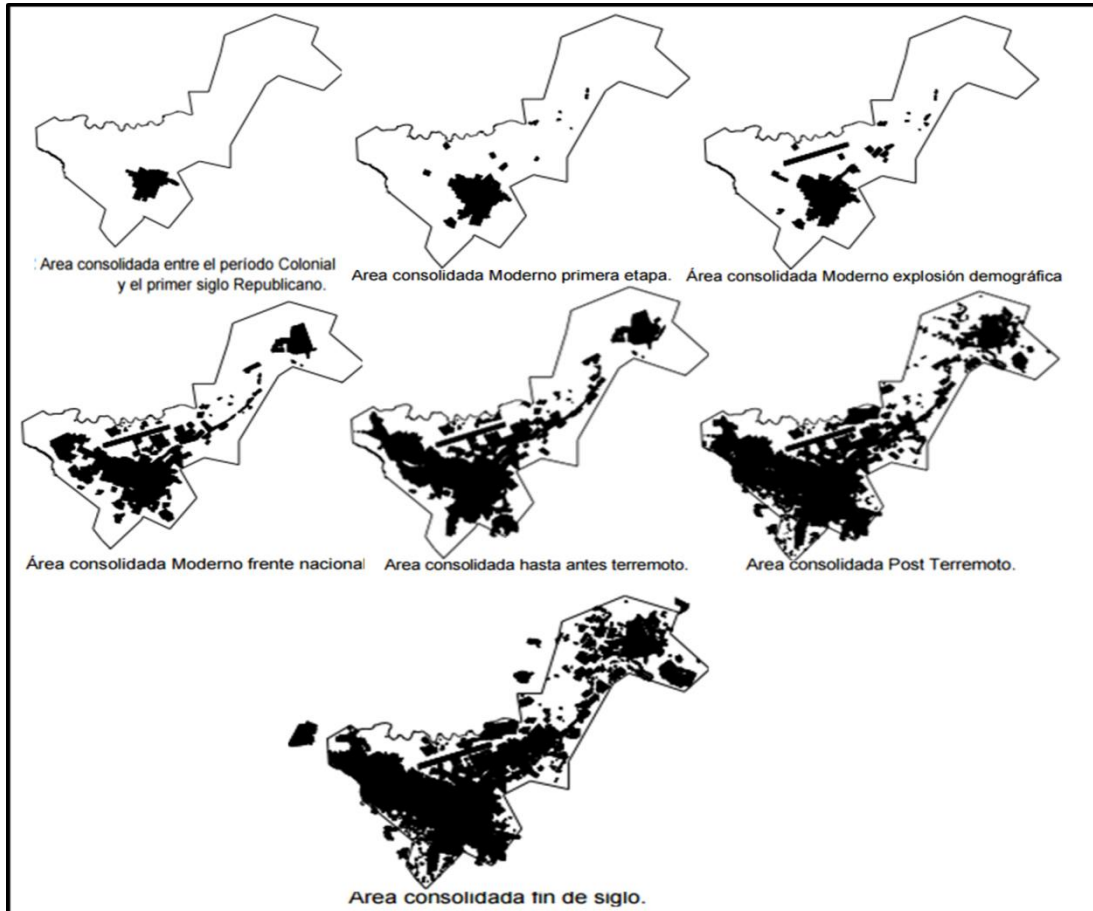 : Area consolidada entre el período Colonial
y el primer siglo Republicano.
Area consolidada Moderno primera etapa.
Área consolidada Moderno explosión demográfica
Área consolidada Moderno frente nacional
Area consolidada hasta antes terremoto.
Area consolidada Post Terremoto.
Area consolidada fin de siglo.